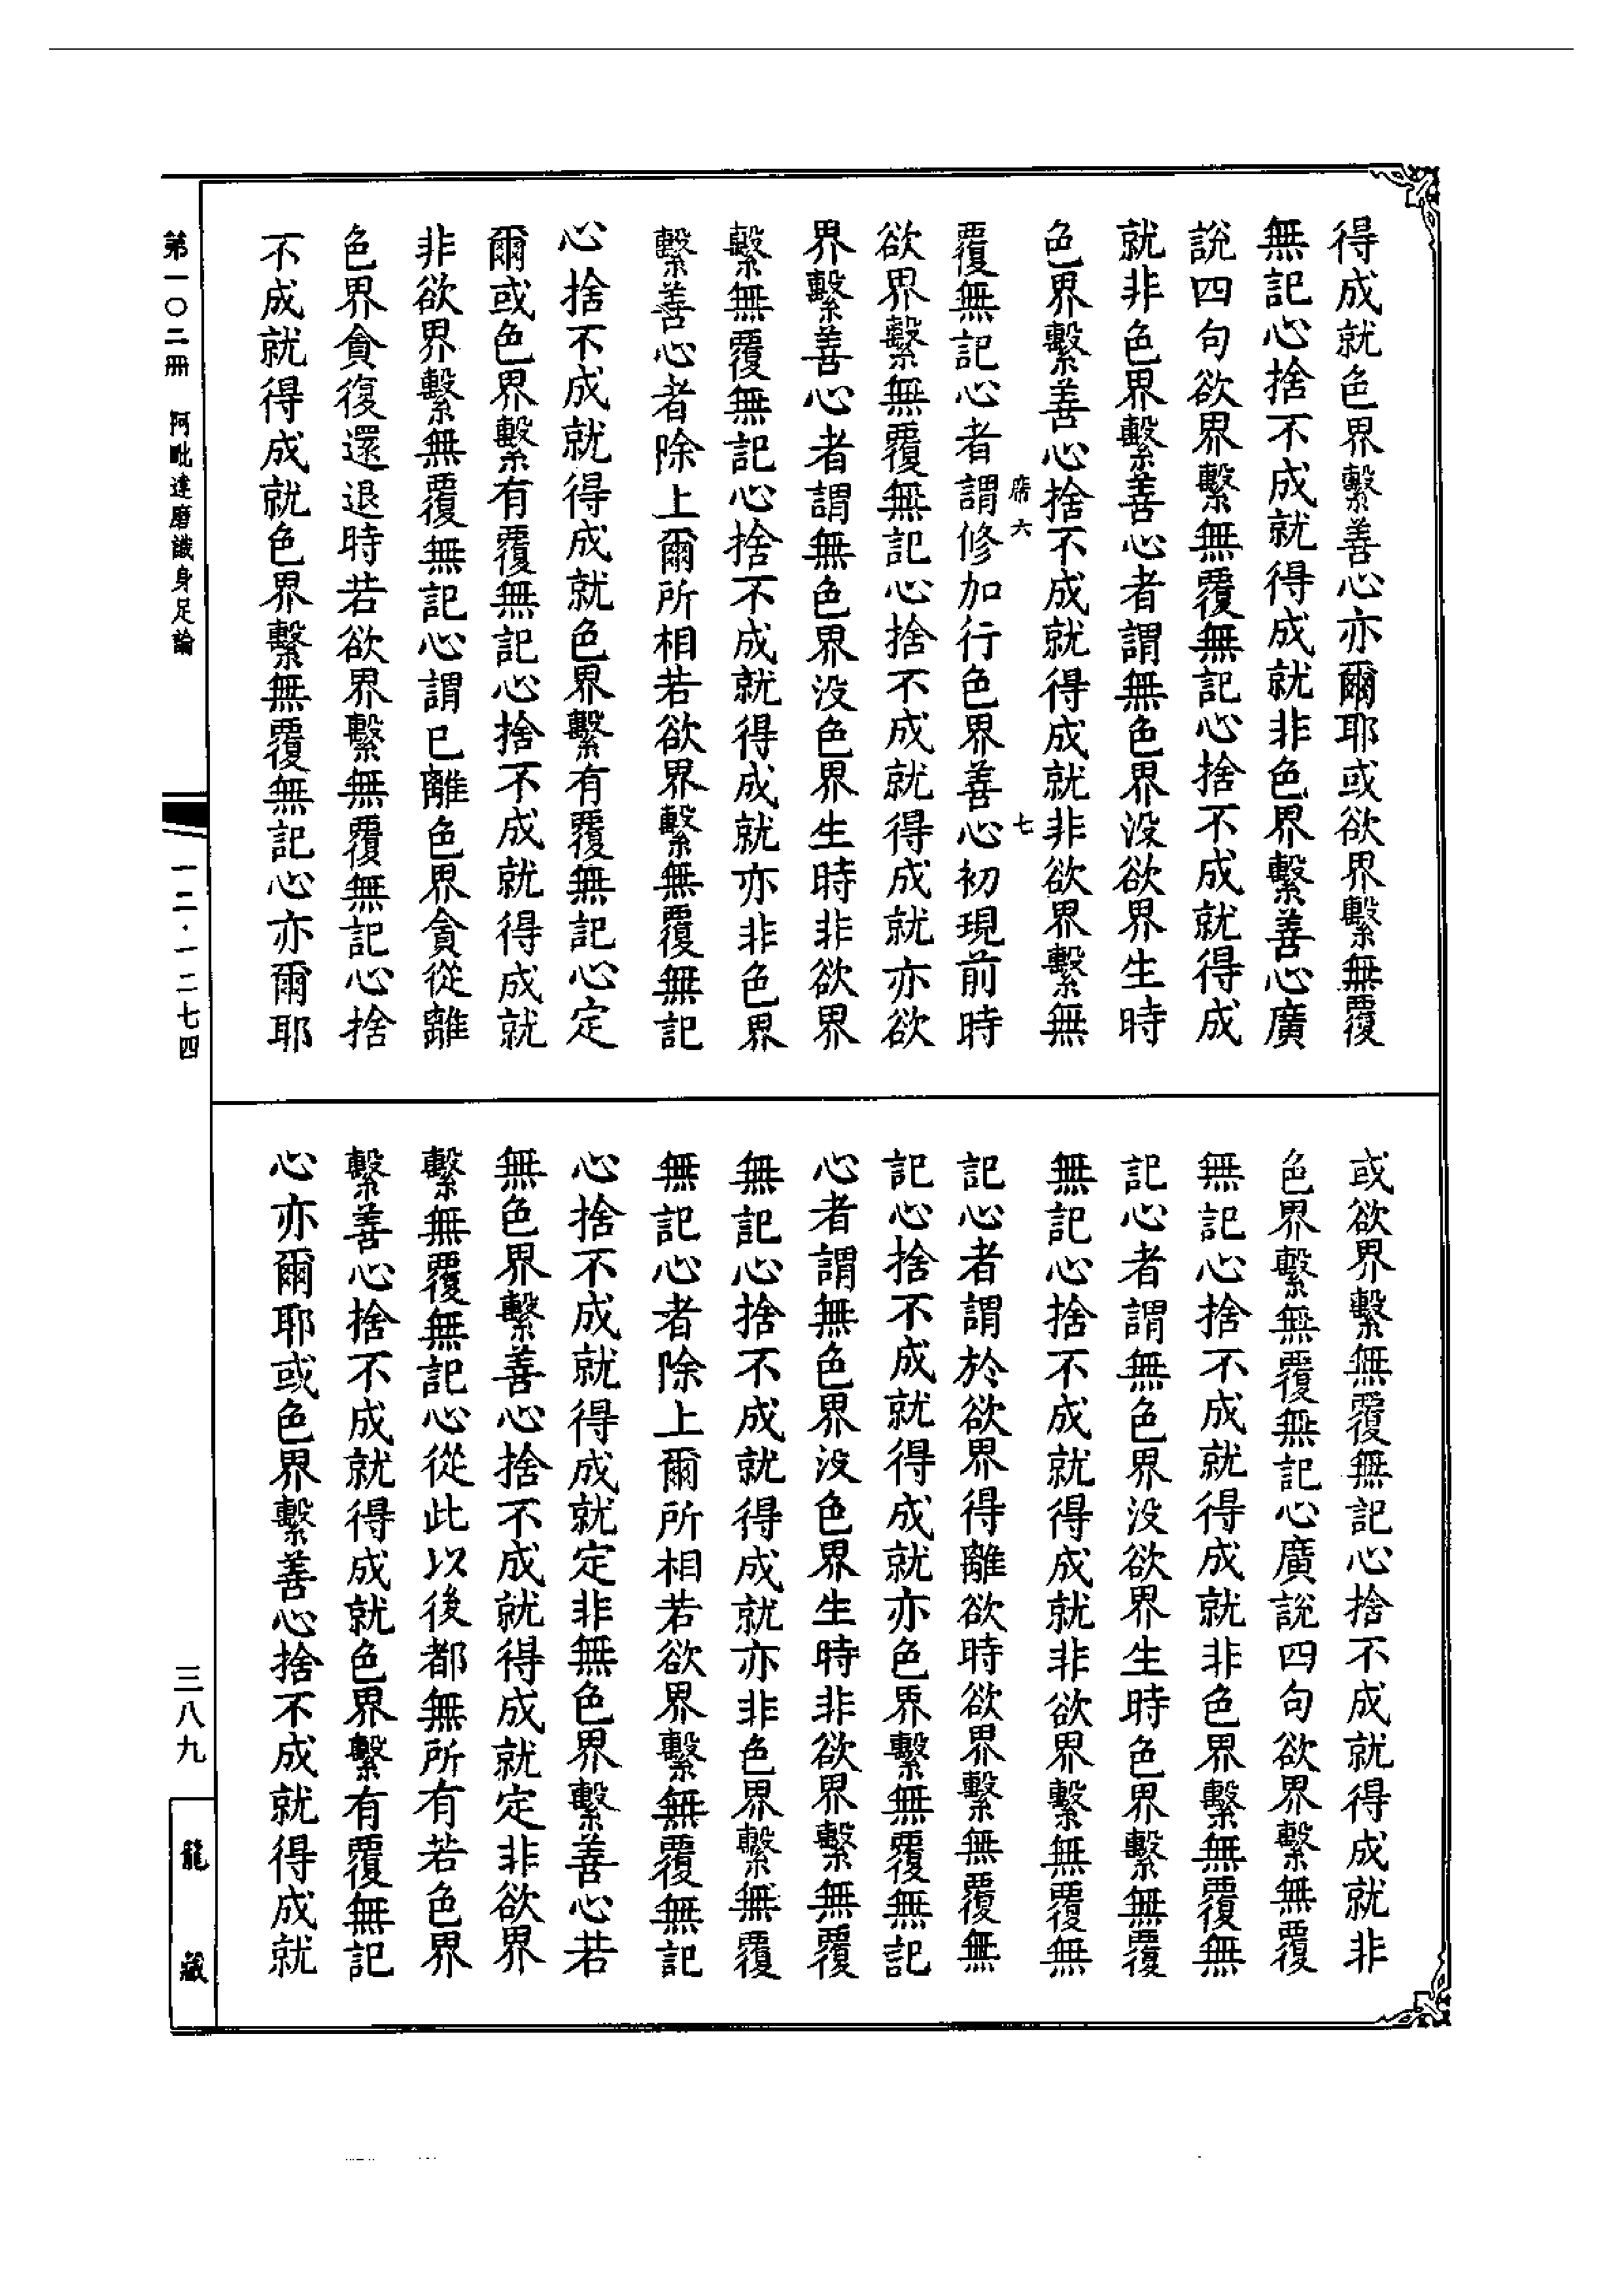 得成就色界繫善心亦爾耶或欲界繫無覆
無記心捨不成就得成就非色界繫善心廣
說四句欲界繫無覆無記心捨不成就得成
就非色界繫善心者謂無色界沒欲界生時
色界繫善心捨不成就得成就非欲界繫無
席六 七
覆無記心者謂修加行色界善心初現前時
欲界繫無覆無記心捨不成就得成就亦欲
界繫善心者謂無色界沒色界生時非欲界
繫無覆無記心捨不成就得成就亦非色界
繫善心者除上爾所相若欲界繫無覆無記
心捨不成就得成就色界繫有覆無記心定
爾或色界繫有覆無記心捨不成就得成就
非欲界繫無覆無記心謂已離色界貪從離
色界貪復還退時若欲界繫無覆無記心捨
不成就得成就色界繫無覆無記心亦爾耶
或欲界繫無覆無記心捨不成就得成就非
色界繫無覆無記心廣說四句欲界繫無覆
無記心捨不成就得成就非色界繫無覆無
記心者謂無色界沒欲界生時色界繫無覆
無記心捨不成就得成就非欲界繫無覆無
記心者謂於欲界得離欲時欲界繫無覆無
記心捨不成就得成就亦色界繫無覆無記
心者謂無色界沒色界生時非欲界繫無覆
無記心捨不成就得成就亦非色界繫無覆
無記心者除上爾所相若欲界繫無覆無記
心捨不成就得成就定非無色界繫善心若
無色界繫善心捨不成就得成就定非欲界
繫無覆無記心從此以後都無所有若色界
繫善心捨不成就得成就色界繫有覆無記
心亦爾耶或色界繫善心捨不成就得成就
第一〇二冊 阿毗達磨識身足論
一二·一二七四
三八九
龍藏